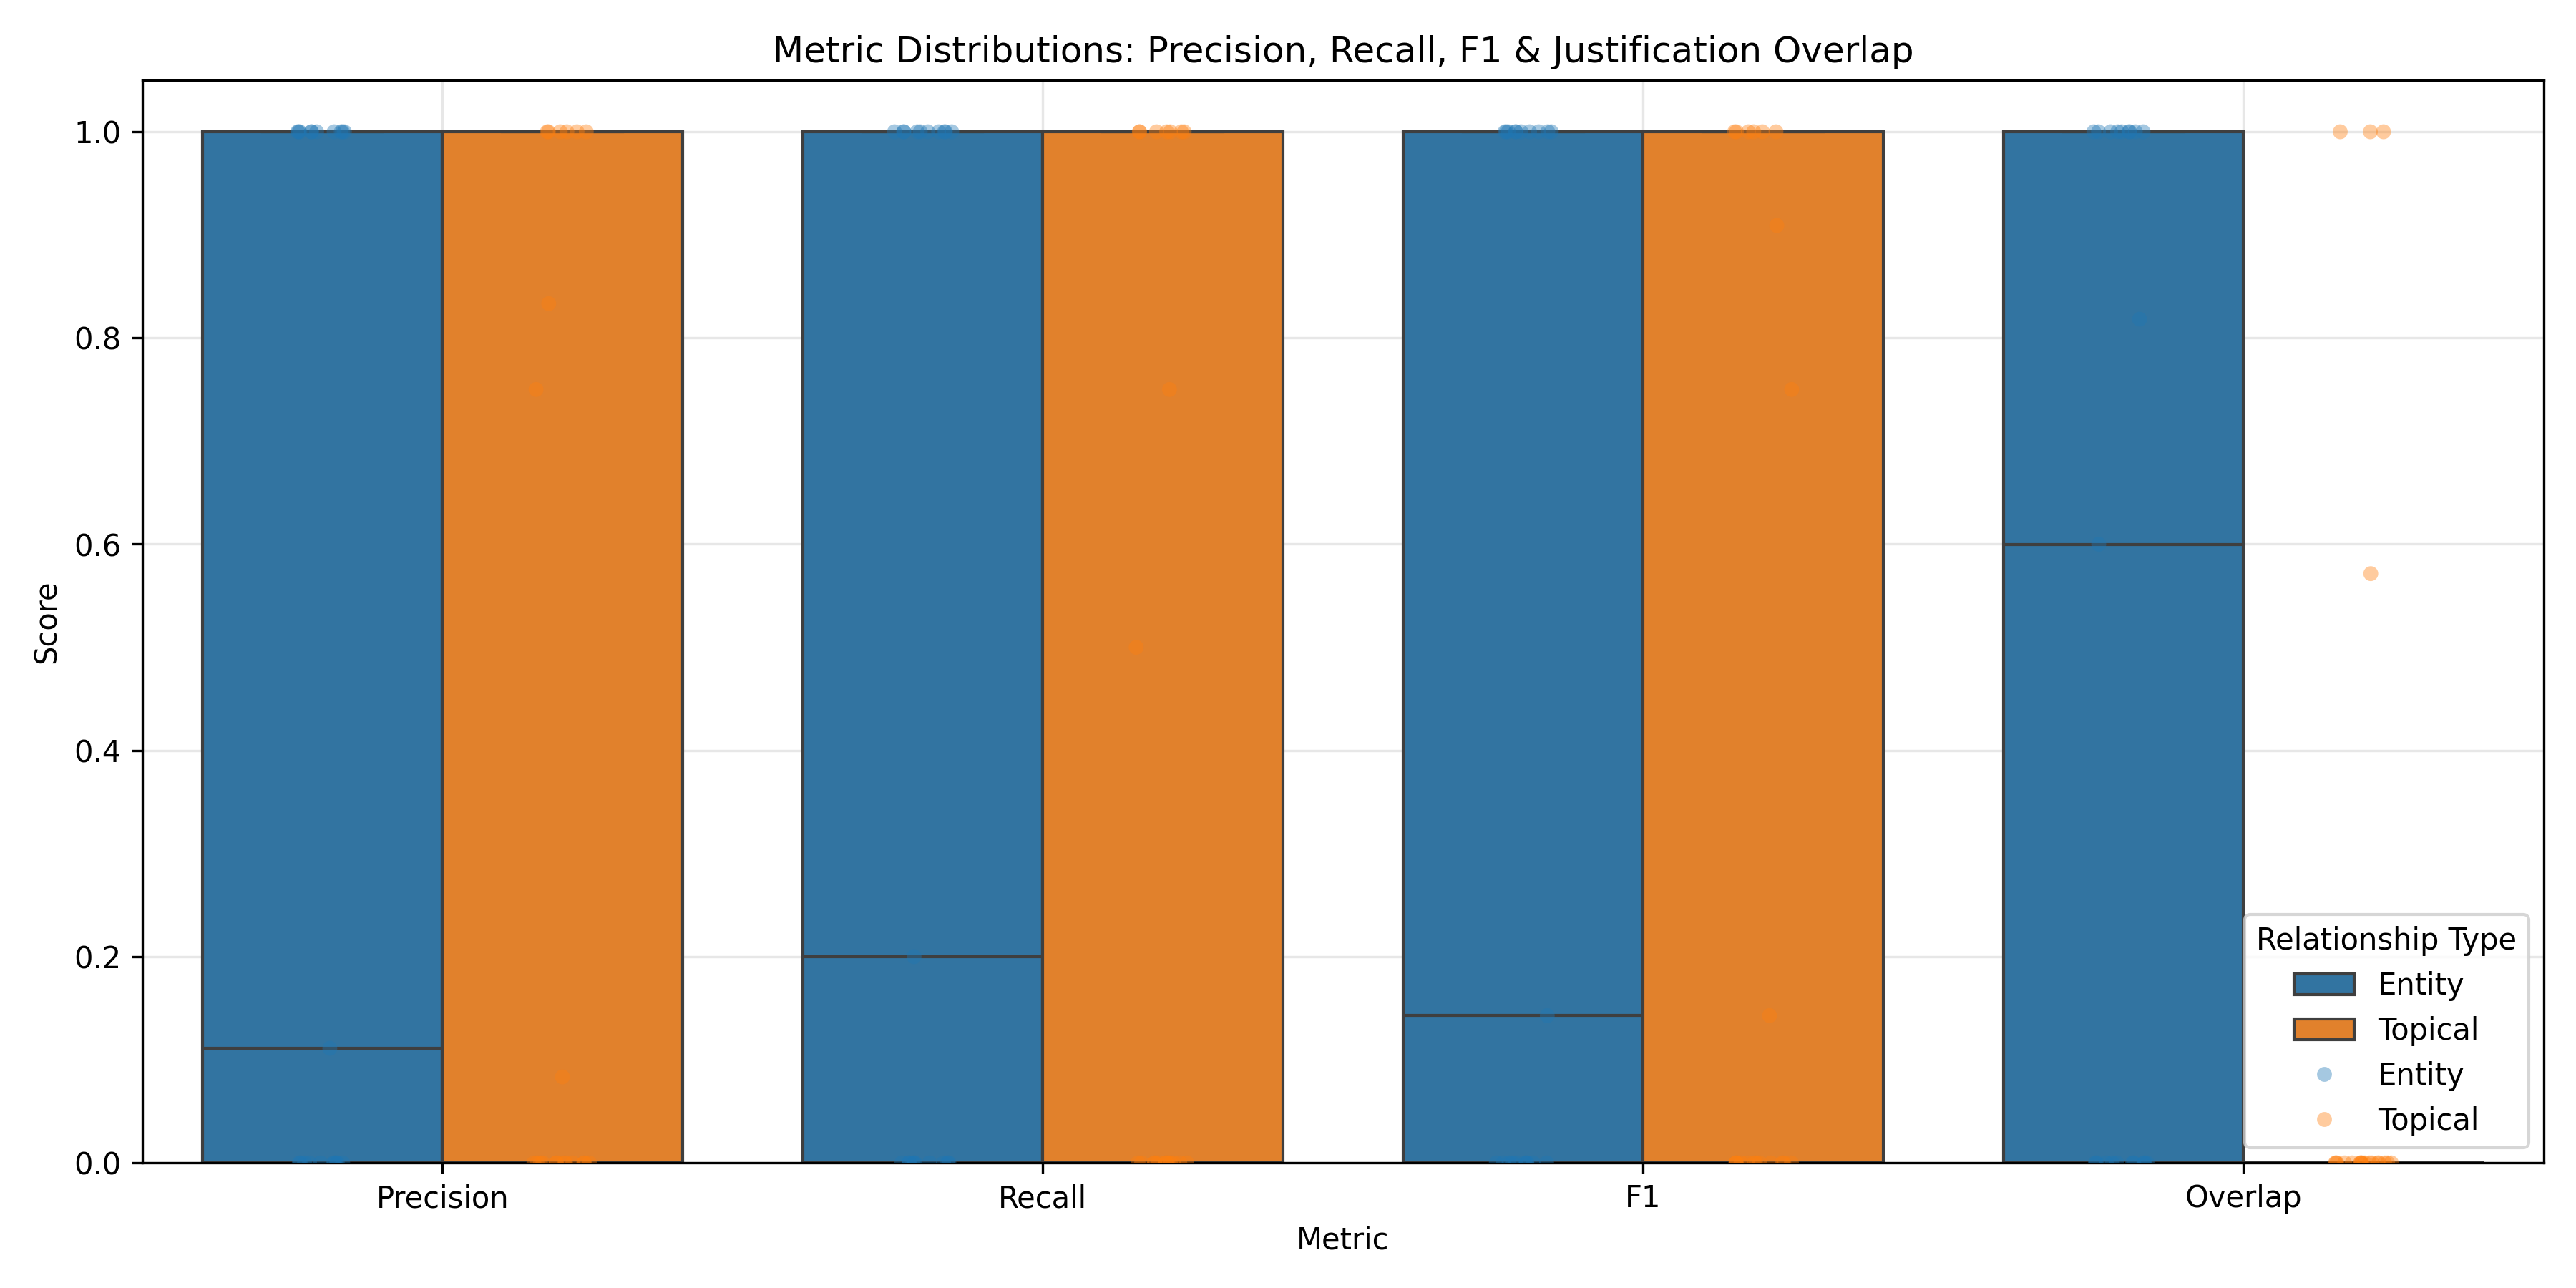 Metric Distributions: Precision, Recall, F1 & Justification Overlap
Score
1.0
0.8
0.6
0.4
0.2
0.0
Relationship Type
Entity
Topical
Entity
Topical
Precision
Recall
F1
Overlap
Metric